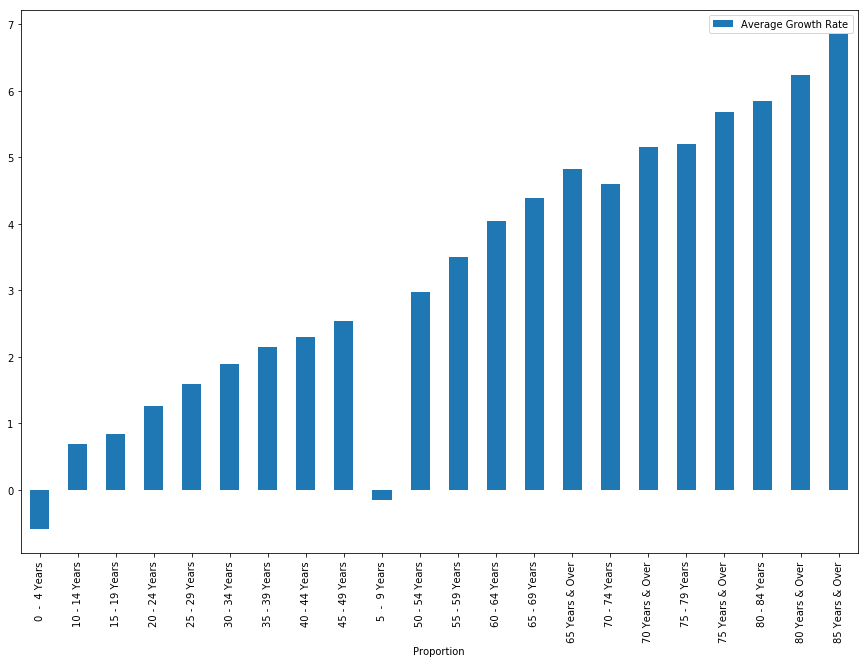 Average Growth Rate
7
6
5
4
3
2
1
0
0 - 4 Years
10 - 14 Years
15 - 19 Years
20 - 24 Years
25 - 29 Years
30 - 34 Years
35 - 39 Years
40 - 44 Years
45 - 49 Years
5 - 9 Years
50 - 54 Years
55 - 59 Years
60 - 64 Years
65 - 69 Years
65 Years & Over
70 - 74 Years
70 Years & Over
75 - 79 Years
75 Years & Over
80 - 84 Years
80 Years & Over
85 Years & Over
Proportion